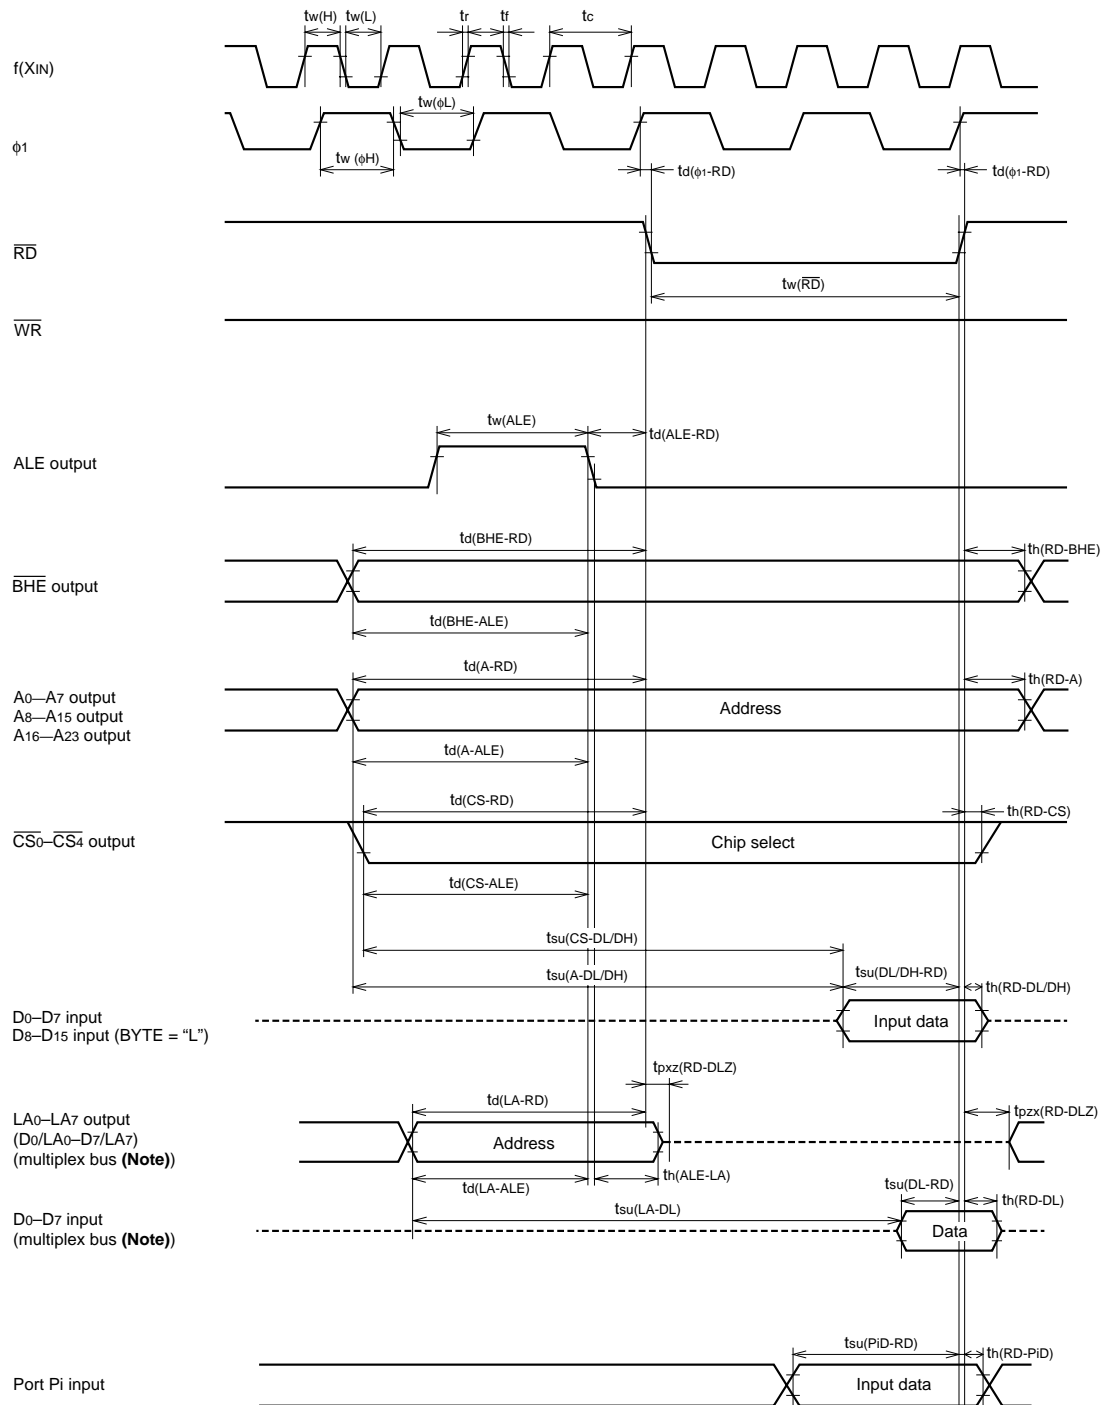 tw(H) tw(L) tr tf tc
f(XIN)
tw(ϕL)
ϕ1
tw (ϕH) td(ϕ1-RD) td(ϕ1-RD)
RD
tw(RD)
WR
tw(ALE)
td(ALE-RD)
ALE output
td(BHE-RD) th(RD-BHE)
BHE output
td(BHE-ALE)
td(A-RD) th(RD-A)
A0—A7 output
A8—A15 output Address
A16—A23 output
td(A-ALE)
td(CS-RD) th(RD-CS)
CS0–CS4 output Chip select
td(CS-ALE)
tsu(CS-DL/DH)
tsu(A-DL/DH) tsu(DL/DH-RD) th(RD-DL/DH)
D0–D7 input Input data
D8–D15 input (BYTE = “L”)
tpxz(RD-DLZ)
td(LA-RD) tpzx(RD-DLZ)
LA0–LA7 output
(D0/LA0–D7/LA7) Address
(multiplex bus (Note))
td(LA-ALE) th(ALE-LA)
tsu(DL-RD) th(RD-DL)
tsu(LA-DL)
D0–D7 input Data
(multiplex bus (Note))
tsu(PiD-RD) th(RD-PiD)
Port Pi input Input data